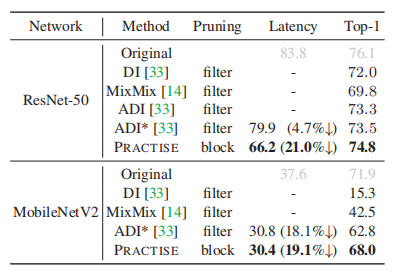 Network Method Pruning Latency Top-1
Original 83.8 76.1
DI [33] filter - 72.0
MixMix [14] filter - 69.8
ResNet-50 ADI [33] filter - 73.3
ADI* [33] filter 79.9 (4.7%↓) 73.5
PRACTISE block 66.2 (21.0%↓) 74.8
Original 37.6 71.9
DI [33] filter - 15.3
MobileNetV2 MixMix [14] filter - 42.5
ADI* [33] filter 30.8 (18.1%↓) 62.8
PRACTISE block 30.4 (19.1%↓) 68.0